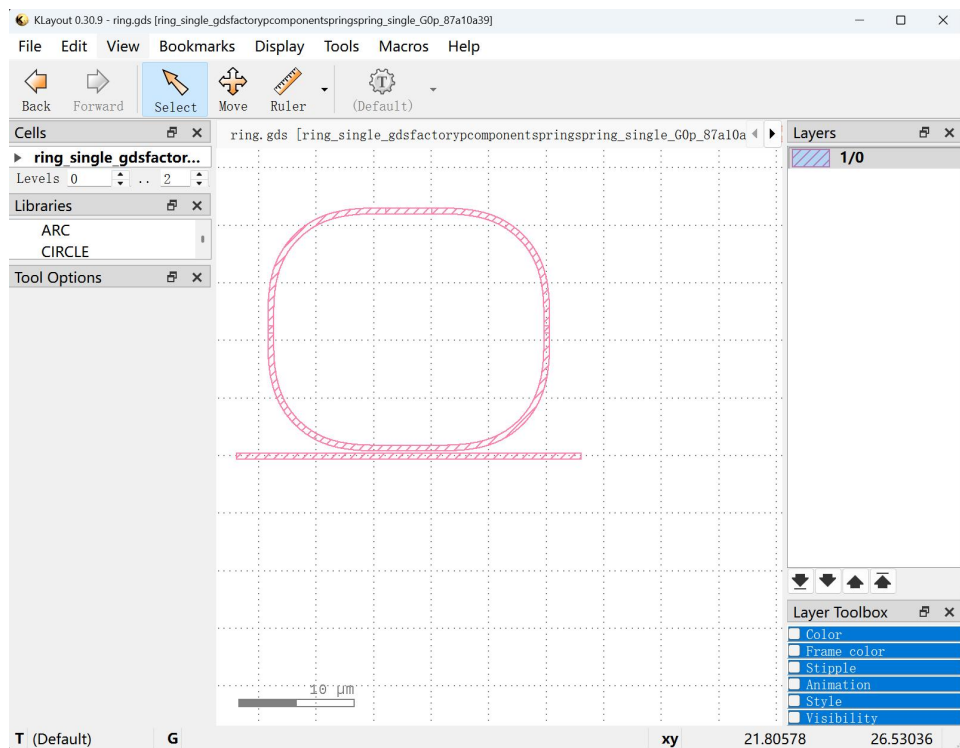 KLayout 0.30.9 - ring.gds [ring_single_gdsfactorypcomponentspringspring_single_G0p_87a10a39]
File Edit View Bookmarks Display Tools Macros Help
Back Forward Select Move Ruler (Default)
Cells
ring_single_gdsfactor...
Levels 0 .. 2
Libraries
ARC
CIRCLE
Tool Options
ring.gds [ring_single_gdsfactorypcomponentspringspring_single_G0p_87a10a
Layers
1/0
10 μm
Layer Toolbox
Color
Frame color
Stipple
Animation
Style
Visibility
T (Default) G xy 21.80578 26.53036